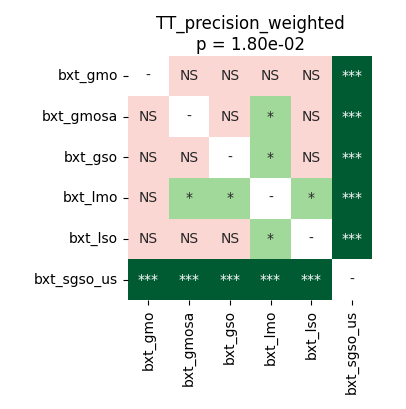 TT_precision_weighted
p = 1.80e-02
bxt_gmo - NS NS NS NS ***
bxt_gmosa NS - NS * NS ***
bxt_gso NS NS - * NS ***
bxt_lmo NS * * - * ***
bxt_lso NS NS NS * - ***
bxt_sgso_us *** *** *** *** *** -
bxt_gmo bxt_gmosa bxt_gso bxt_lmo bxt_lso bxt_sgso_us